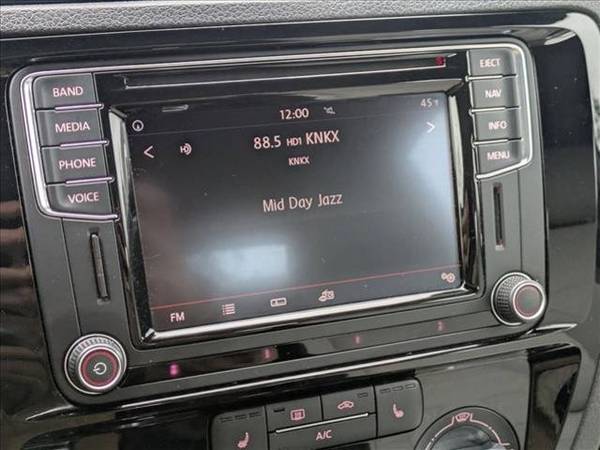 BAND
MEDIA
PHONE
VOICE
EJECT
NAV
INFO
MENU
12:00
45°F
88.5 HD1 KNKX
KNKX
Mid Day Jazz
FM
A/C